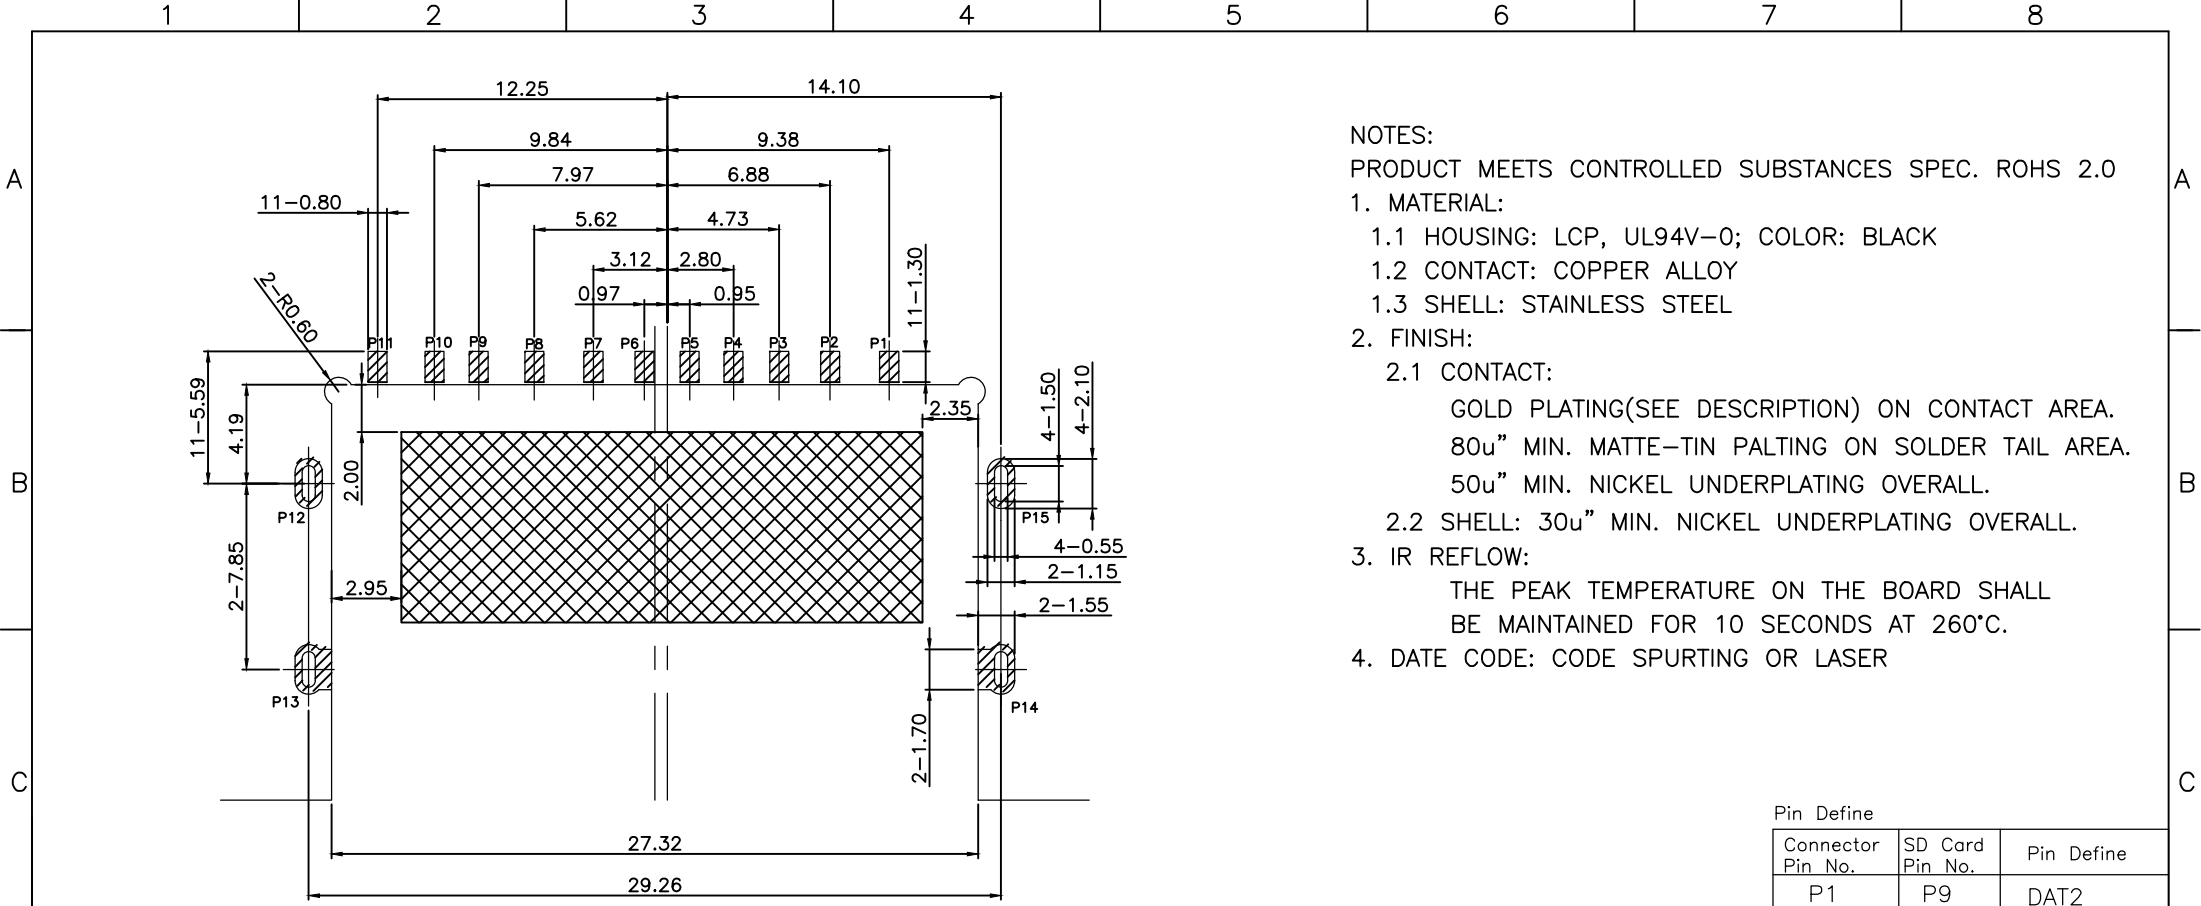 1 2 3 4 5 6 7 8
A
B
C
12.25 14.10
9.84 9.38
7.97 6.88
11-0.80
5.62 4.73
3.12 2.80
0.97 0.95
11-1.30
2-R0.60
P11 P10 P9 P8 P7 P6 P5 P4 P3 P2 P1
11-5.59
4.19
2.00
2.35
4-1.50
4-2.10
P12
P15
4-0.55
2-1.15
2-7.85
2.95
2-1.55
P13
P14
2-1.70
27.32
29.26
NOTES:
PRODUCT MEETS CONTROLLED SUBSTANCES SPEC. ROHS 2.0
1. MATERIAL:
1.1 HOUSING: LCP, UL94V-0; COLOR: BLACK
1.2 CONTACT: COPPER ALLOY
1.3 SHELL: STAINLESS STEEL
2. FINISH:
2.1 CONTACT:
GOLD PLATING(SEE DESCRIPTION) ON CONTACT AREA.
80u" MIN. MATTE-TIN PALTING ON SOLDER TAIL AREA.
50u" MIN. NICKEL UNDERPLATING OVERALL.
2.2 SHELL: 30u" MIN. NICKEL UNDERPLATING OVERALL.
3. IR REFLOW:
THE PEAK TEMPERATURE ON THE BOARD SHALL
BE MAINTAINED FOR 10 SECONDS AT 260°C.
4. DATE CODE: CODE SPURTING OR LASER
A
B
C
Pin Define
Connector Pin No. SD Card Pin No. Pin Define
P1 P9 DAT2